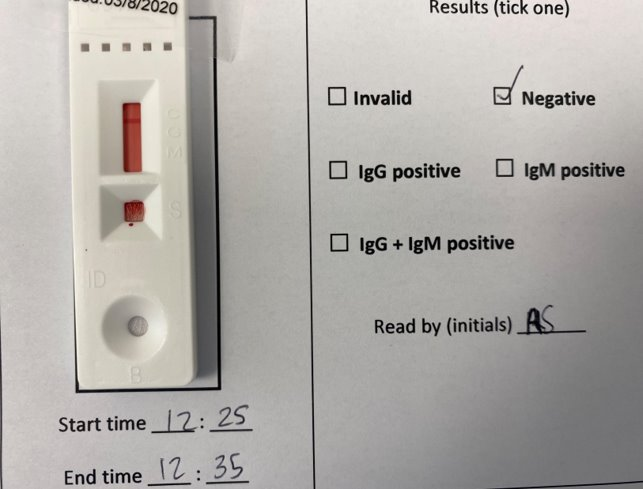 03/8/2020
C
G
M
S
ID
B
Start time 12 : 25
End time 12 : 35
Results (tick one)
Invalid
Negative
IgG positive
IgM positive
IgG + IgM positive
Read by (initials) AS